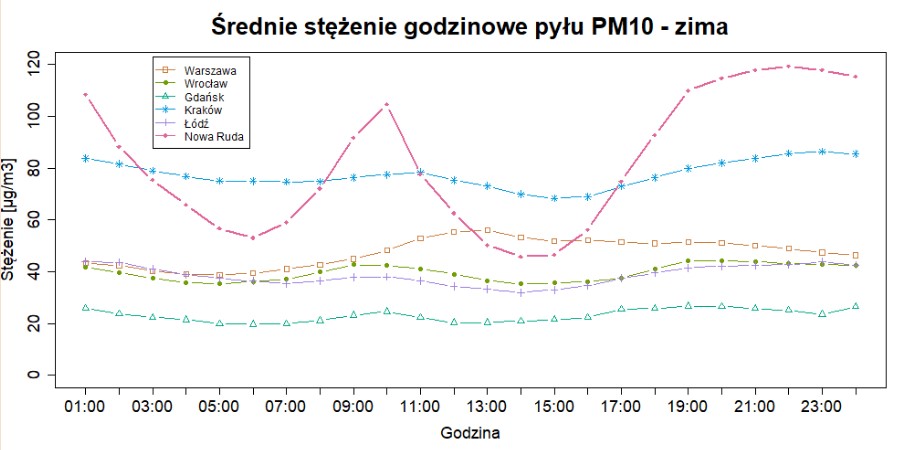 Średnie stężenie godzinowe pyłu PM10 - zima
Stężenie [µg/m3]
120
100
80
60
40
20
0
Warszawa
Wrocław
Gdańsk
Kraków
Łódź
Nowa Ruda
01:00 03:00 05:00 07:00 09:00 11:00 13:00 15:00 17:00 19:00 21:00 23:00
Godzina